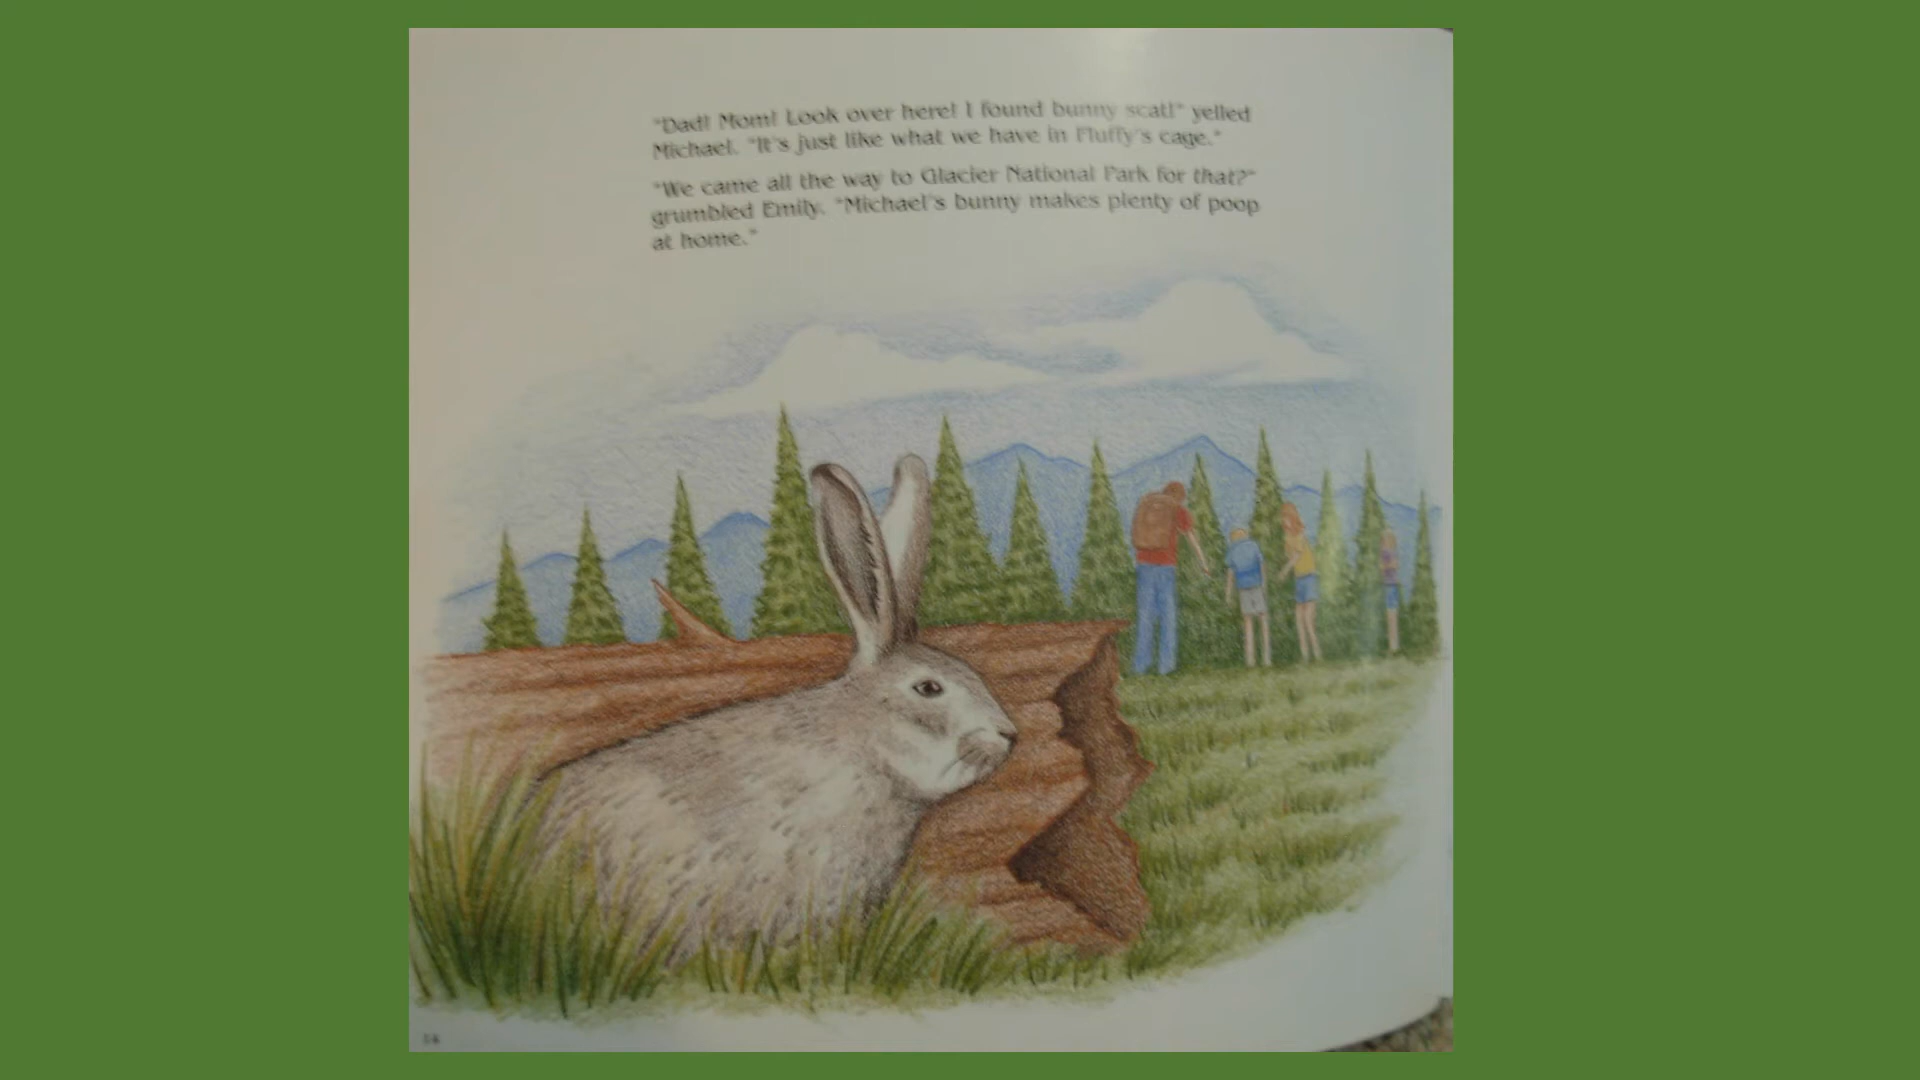 "Dad! Mom! Look over here! I found bunny scat!" yelled
Michael. "It's just like what we have in Fluffy's cage."
"We came all the way to Glacier National Park for that?"
grumbled Emily. "Michael's bunny makes plenty of poop
at home."